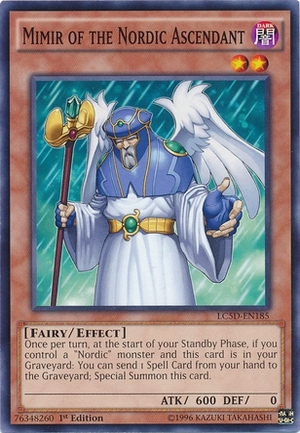 Mimir of the Nordic Ascendant
DARK
闇
LC5D-EN185
[Fairy/Effect]
Once per turn, at the start of your Standby Phase, if
you control a "Nordic" monster and this card is in your
Graveyard: You can send 1 Spell Card from your hand to
the Graveyard; Special Summon this card.
ATK/ 600 DEF/ 0
76348260 1st Edition ©1996 KAZUKI TAKAHASHI